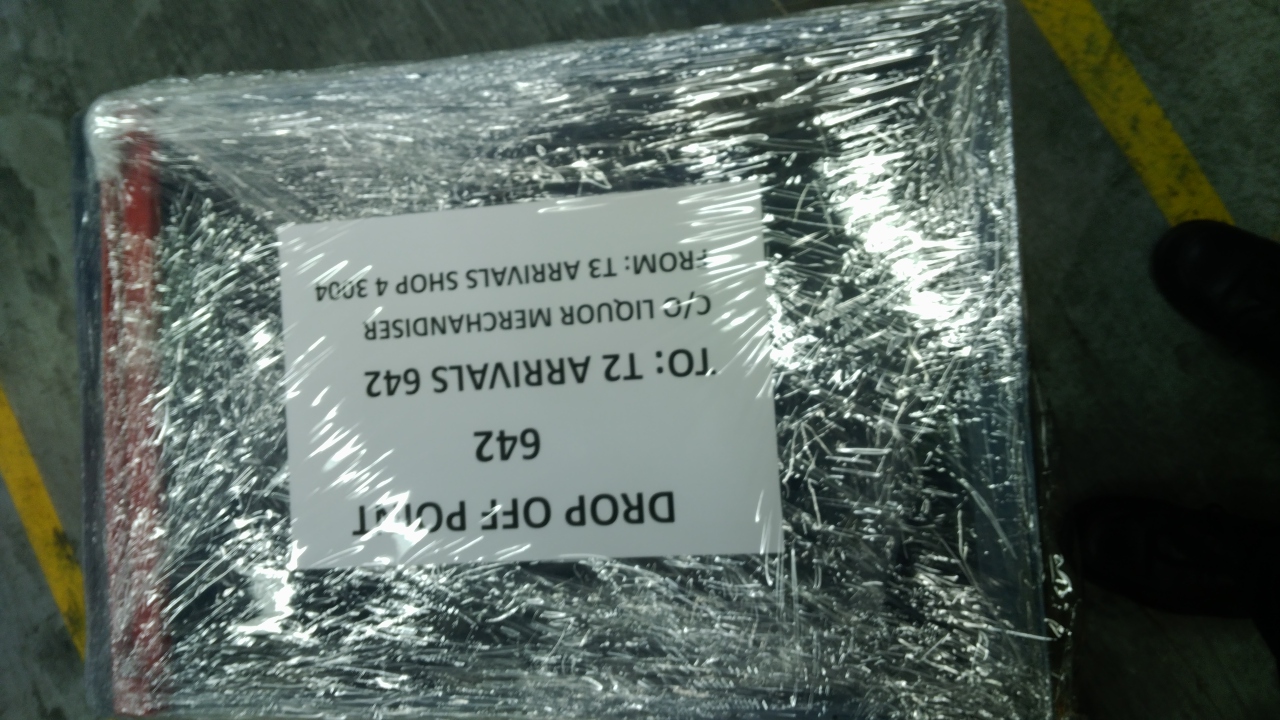 DROP OFF POINT
642
TO: T2 ARRIVALS 642
C/O LIQUOR MERCHANDISER
FROM: T3 ARRIVALS SHOP 4 3004